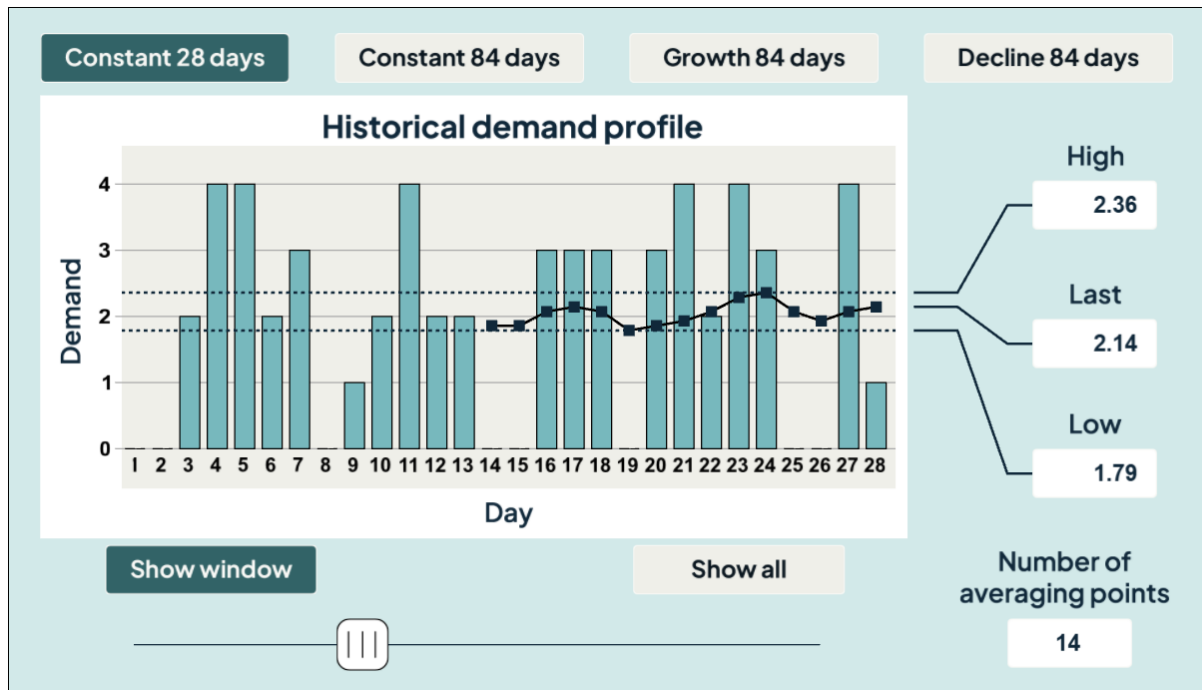 Constant 28 days
Constant 84 days
Growth 84 days
Decline 84 days
Historical demand profile
Demand
4
3
2
1
0
1 2 3 4 5 6 7 8 9 10 11 12 13 14 15 16 17 18 19 20 21 22 23 24 25 26 27 28
Day
High
2.36
Last
2.14
Low
1.79
Show window
Show all
Number of
averaging points
14